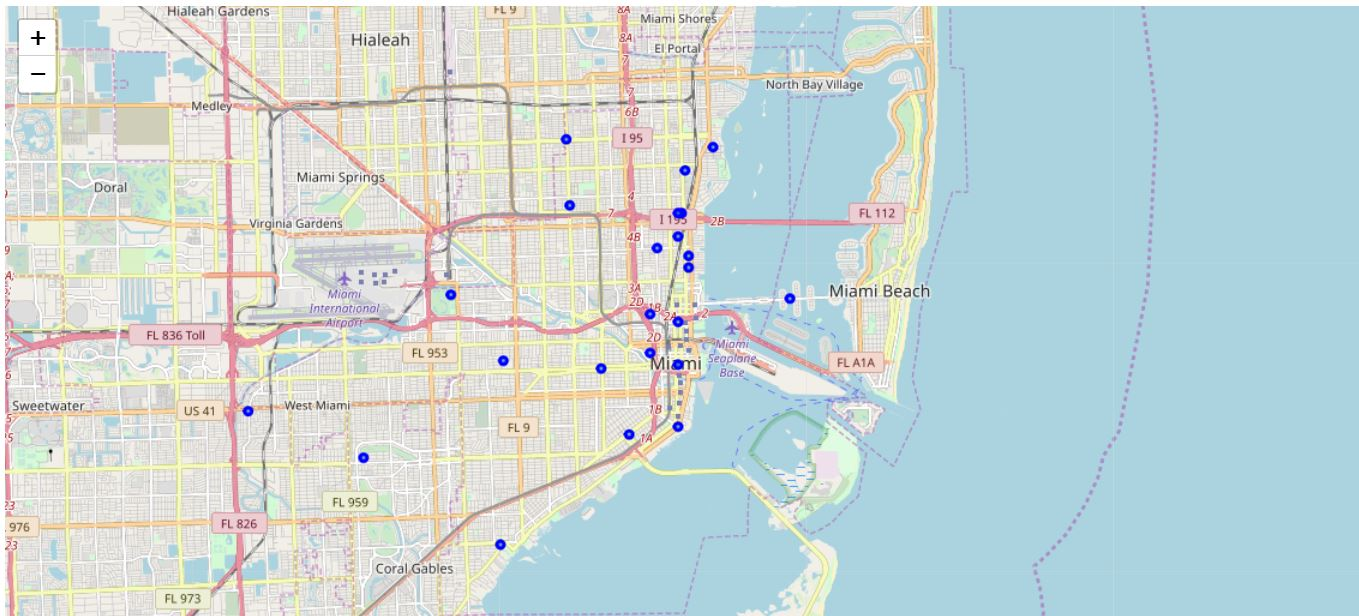 Hialeah Gardens
FL 9
8A
Miami Shores
+
Hialeah
8A
El Portal
7
−
North Bay Village
Medley
7
6B
I 95
Miami Springs
Doral
4
7
I 195
2B
FL 112
Virginia Gardens
4B
Miami
International
Airport
3A
Miami Beach
2D
1B
2A
2
FL 836 Toll
2D
Miami
Seaplane
Base
FL 953
Miami
FL A1A
Sweetwater
US 41
West Miami
1B
FL 9
1A
FL 959
23
976
FL 826
23
Coral Gables
FL 973